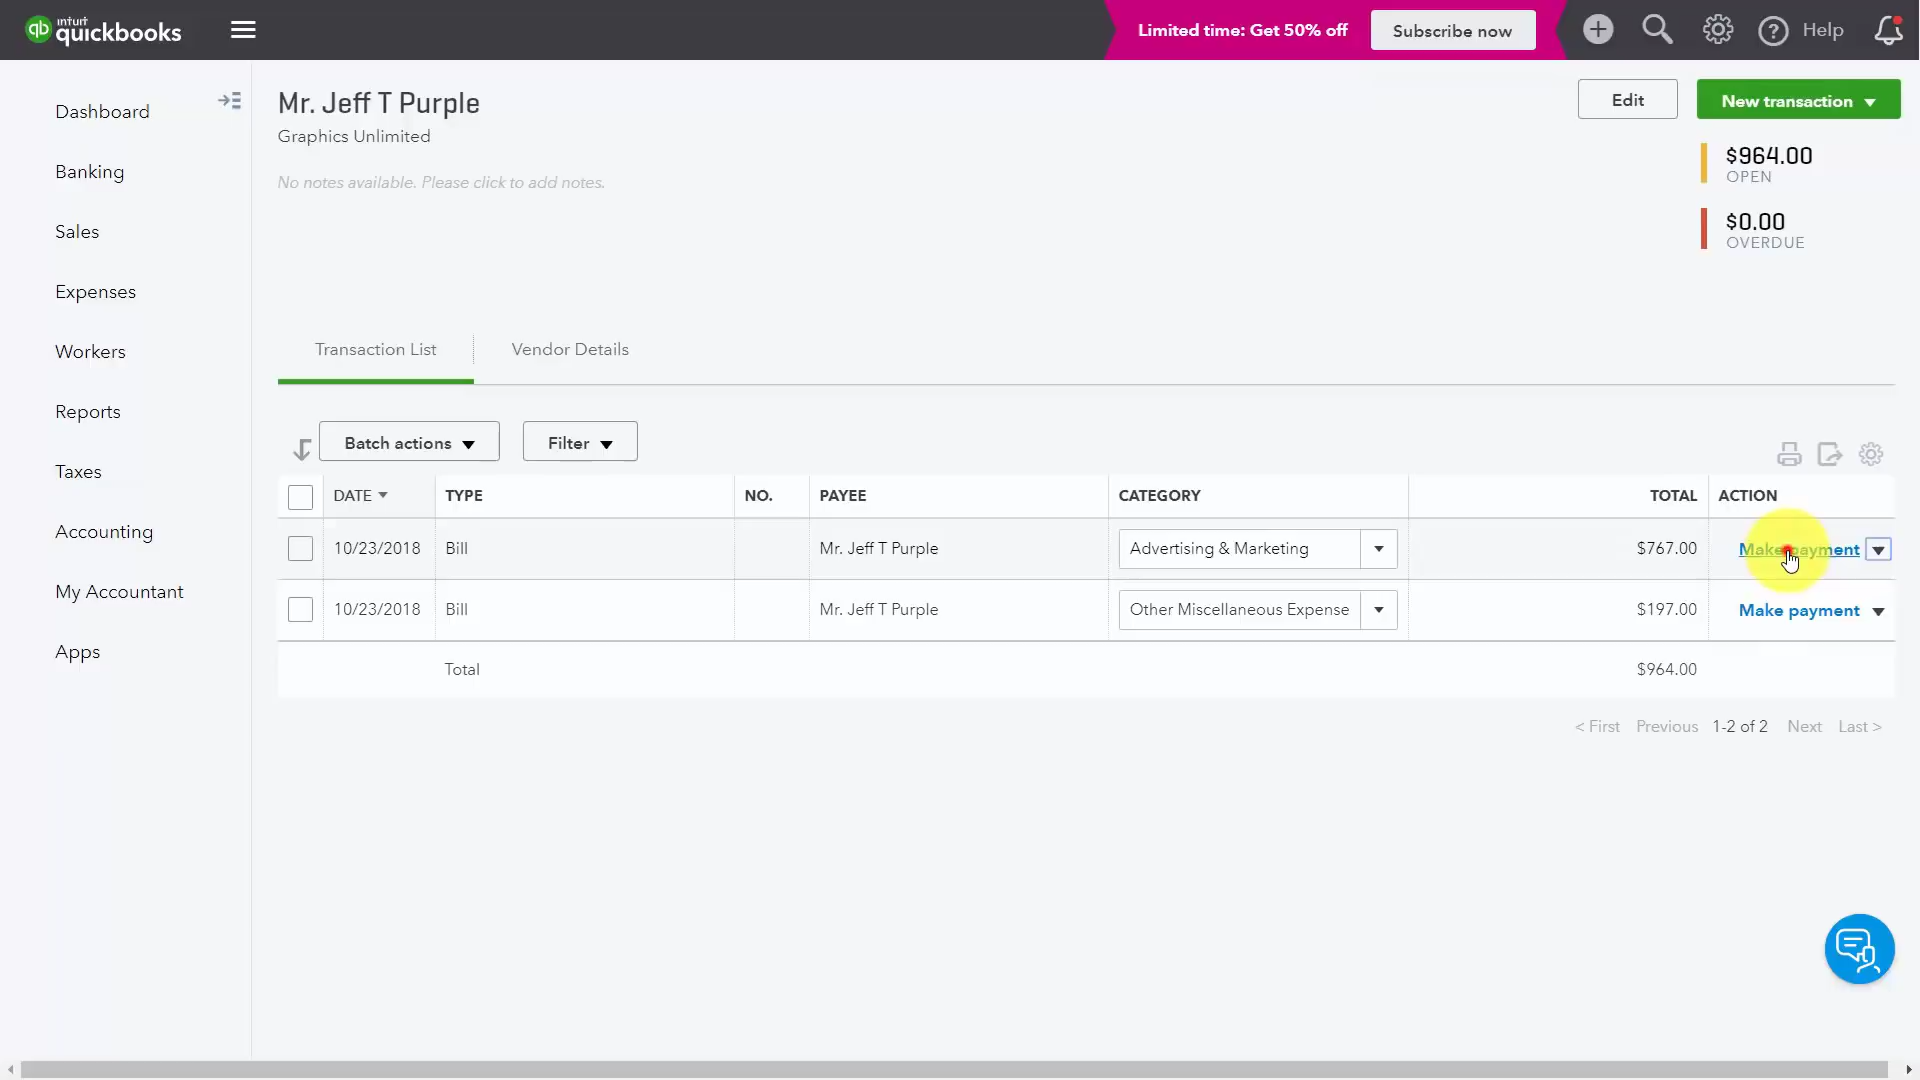 intuit
quickbooks
Limited time: Get 50% off
Subscribe now
Help
Dashboard
Banking
Sales
Expenses
Workers
Reports
Taxes
Accounting
My Accountant
Apps
Mr. Jeff T Purple
Graphics Unlimited
No notes available. Please click to add notes.
Edit
New transaction
$964.00
OPEN
$0.00
OVERDUE
Transaction List
Vendor Details
Batch actions
Filter
DATE TYPE NO. PAYEE CATEGORY TOTAL ACTION
10/23/2018 Bill Mr. Jeff T Purple Advertising & Marketing $767.00 Make payment
10/23/2018 Bill Mr. Jeff T Purple Other Miscellaneous Expense $197.00 Make payment
Total $964.00
< First Previous 1-2 of 2 Next Last >